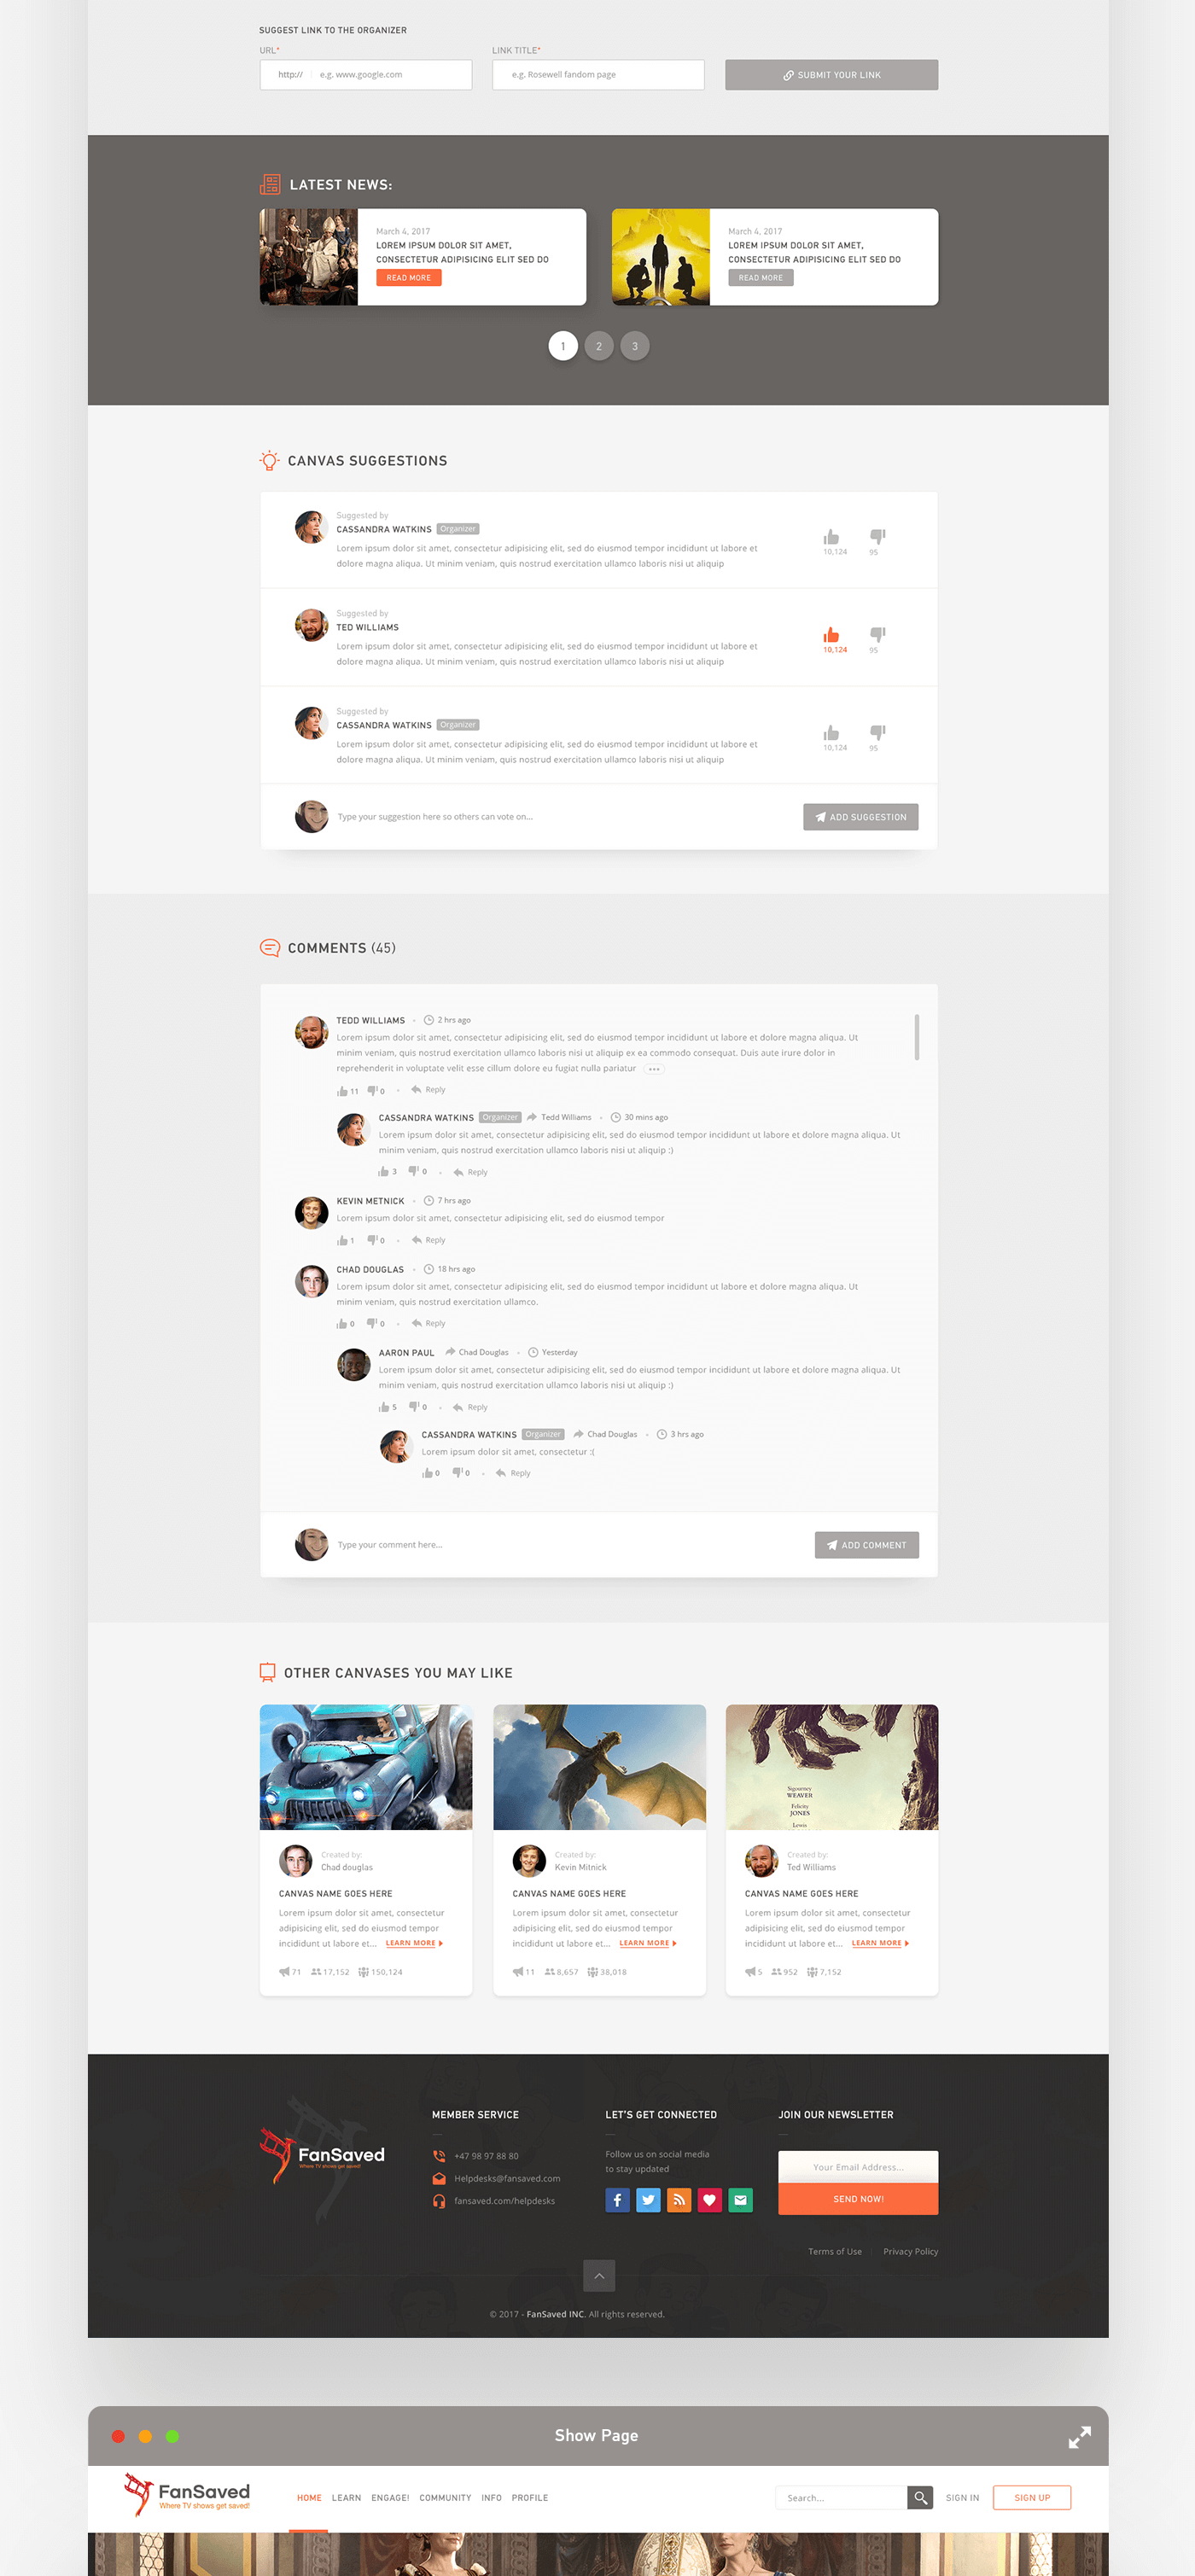 SUGGEST LINK TO THE ORGANIZER
URL*
LINK TITLE*
http://
e.g. www.google.com
e.g. Rosewell fandom page
SUBMIT YOUR LINK
LATEST NEWS:
March 4, 2017
LOREM IPSUM DOLOR SIT AMET,
CONSECTETUR ADIPISICING ELIT SED DO
READ MORE
March 4, 2017
LOREM IPSUM DOLOR SIT AMET,
CONSECTETUR ADIPISICING ELIT SED DO
READ MORE
1 2 3
CANVAS SUGGESTIONS
Suggested by
CASSANDRA WATKINS Organizer
Lorem ipsum dolor sit amet, consectetur adipisicing elit, sed do eiusmod tempor incididunt ut labore et
dolore magna aliqua. Ut minim veniam, quis nostrud exercitation ullamco laboris nisi ut aliquip
10,124 95
Suggested by
TED WILLIAMS
Lorem ipsum dolor sit amet, consectetur adipisicing elit, sed do eiusmod tempor incididunt ut labore et
dolore magna aliqua. Ut minim veniam, quis nostrud exercitation ullamco laboris nisi ut aliquip
10,124 95
Suggested by
CASSANDRA WATKINS Organizer
Lorem ipsum dolor sit amet, consectetur adipisicing elit, sed do eiusmod tempor incididunt ut labore et
dolore magna aliqua. Ut minim veniam, quis nostrud exercitation ullamco laboris nisi ut aliquip
10,124 95
Type your suggestion here so others can vote on...
ADD SUGGESTION
COMMENTS (45)
TEDD WILLIAMS • 2 hrs ago
Lorem ipsum dolor sit amet, consectetur adipisicing elit, sed do eiusmod tempor incididunt ut labore et dolore magna aliqua. Ut
minim veniam, quis nostrud exercitation ullamco laboris nisi ut aliquip ex ea commodo consequat. Duis aute irure dolor in
reprehenderit in voluptate velit esse cillum dolore eu fugiat nulla pariatur •••
11 0 • Reply
CASSANDRA WATKINS Organizer Tedd Williams • 30 mins ago
Lorem ipsum dolor sit amet, consectetur adipisicing elit, sed do eiusmod tempor incididunt ut labore et dolore magna aliqua. Ut
minim veniam, quis nostrud exercitation ullamco laboris nisi ut aliquip :)
3 0 • Reply
KEVIN METNICK • 7 hrs ago
Lorem ipsum dolor sit amet, consectetur adipisicing elit, sed do eiusmod tempor
1 0 • Reply
CHAD DOUGLAS • 18 hrs ago
Lorem ipsum dolor sit amet, consectetur adipisicing elit, sed do eiusmod tempor incididunt ut labore et dolore magna aliqua. Ut
minim veniam, quis nostrud exercitation ullamco.
0 0 • Reply
AARON PAUL Chad Douglas • Yesterday
Lorem ipsum dolor sit amet, consectetur adipisicing elit, sed do eiusmod tempor incididunt ut labore et dolore magna aliqua. Ut
minim veniam, quis nostrud exercitation ullamco laboris nisi ut aliquip :)
5 0 • Reply
CASSANDRA WATKINS Organizer Chad Douglas • 3 hrs ago
Lorem ipsum dolor sit amet, consectetur :(
0 0 • Reply
Type your comment here...
ADD COMMENT
OTHER CANVASES YOU MAY LIKE
Sigourney
WEAVER
Felicity
JONES
Lewis
Created by:
Chad douglas
CANVAS NAME GOES HERE
Lorem ipsum dolor sit amet, consectetur
adipisicing elit, sed do eiusmod tempor
incididunt ut labore et... LEARN MORE
71 17,152 150,124
Created by:
Kevin Mitnick
CANVAS NAME GOES HERE
Lorem ipsum dolor sit amet, consectetur
adipisicing elit, sed do eiusmod tempor
incididunt ut labore et... LEARN MORE
11 8,657 38,018
Created by:
Ted Williams
CANVAS NAME GOES HERE
Lorem ipsum dolor sit amet, consectetur
adipisicing elit, sed do eiusmod tempor
incididunt ut labore et... LEARN MORE
5 952 7,152
FanSaved
Where TV shows get saved!
MEMBER SERVICE
+47 98 97 88 80
Helpdesks@fansaved.com
fansaved.com/helpdesks
LET'S GET CONNECTED
Follow us on social media
to stay updated
JOIN OUR NEWSLETTER
Your Email Address...
SEND NOW!
Terms of Use
Privacy Policy
© 2017 - FanSaved INC. All rights reserved.
Show Page
FanSaved
Where TV shows get saved!
HOME LEARN ENGAGE! COMMUNITY INFO PROFILE
Search...
SIGN IN
SIGN UP